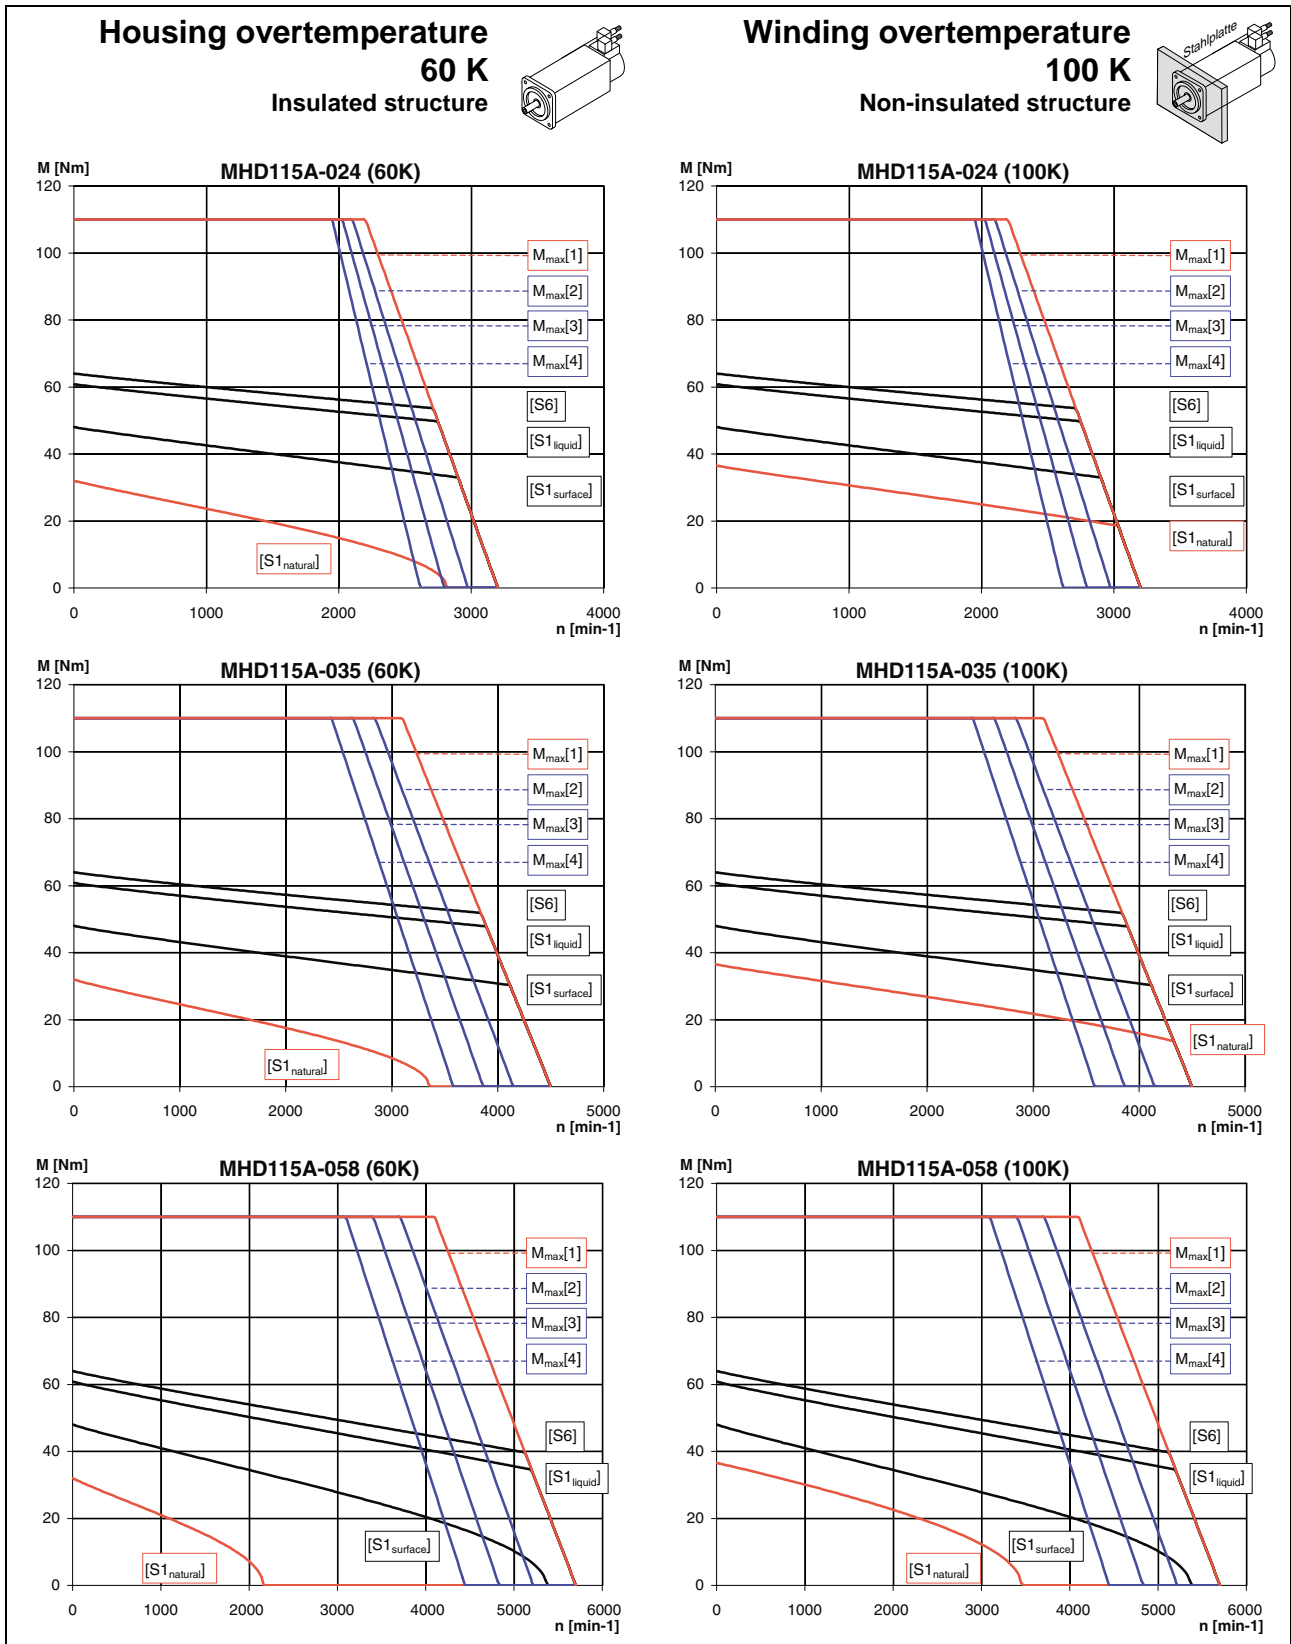 Housing overtemperature
60 K
Insulated structure
Winding overtemperature
100 K
Non-insulated structure
Stahlplatte
M [Nm]
MHD115A-024 (60K)
120
100
80
60
40
20
0
Mmax[1]
Mmax[2]
Mmax[3]
Mmax[4]
[S6]
[S1liquid]
[S1surface]
[S1natural]
0 1000 2000 3000 4000
n [min-1]
MHD115A-024 (100K)
120
100
80
60
40
20
0
Mmax[1]
Mmax[2]
Mmax[3]
Mmax[4]
[S6]
[S1liquid]
[S1surface]
[S1natural]
0 1000 2000 3000 4000
n [min-1]
M [Nm]
MHD115A-035 (60K)
120
100
80
60
40
20
0
Mmax[1]
Mmax[2]
Mmax[3]
Mmax[4]
[S6]
[S1liquid]
[S1surface]
[S1natural]
0 1000 2000 3000 4000 5000
n [min-1]
M [Nm]
MHD115A-035 (100K)
120
100
80
60
40
20
0
Mmax[1]
Mmax[2]
Mmax[3]
Mmax[4]
[S6]
[S1liquid]
[S1surface]
[S1natural]
0 1000 2000 3000 4000 5000
n [min-1]
M [Nm]
MHD115A-058 (60K)
120
100
80
60
40
20
0
Mmax[1]
Mmax[2]
Mmax[3]
Mmax[4]
[S6]
[S1liquid]
[S1surface]
[S1natural]
0 1000 2000 3000 4000 5000 6000
n [min-1]
M [Nm]
MHD115A-058 (100K)
120
100
80
60
40
20
0
Mmax[1]
Mmax[2]
Mmax[3]
Mmax[4]
[S6]
[S1liquid]
[S1surface]
[S1natural]
0 1000 2000 3000 4000 5000 6000
n [min-1]